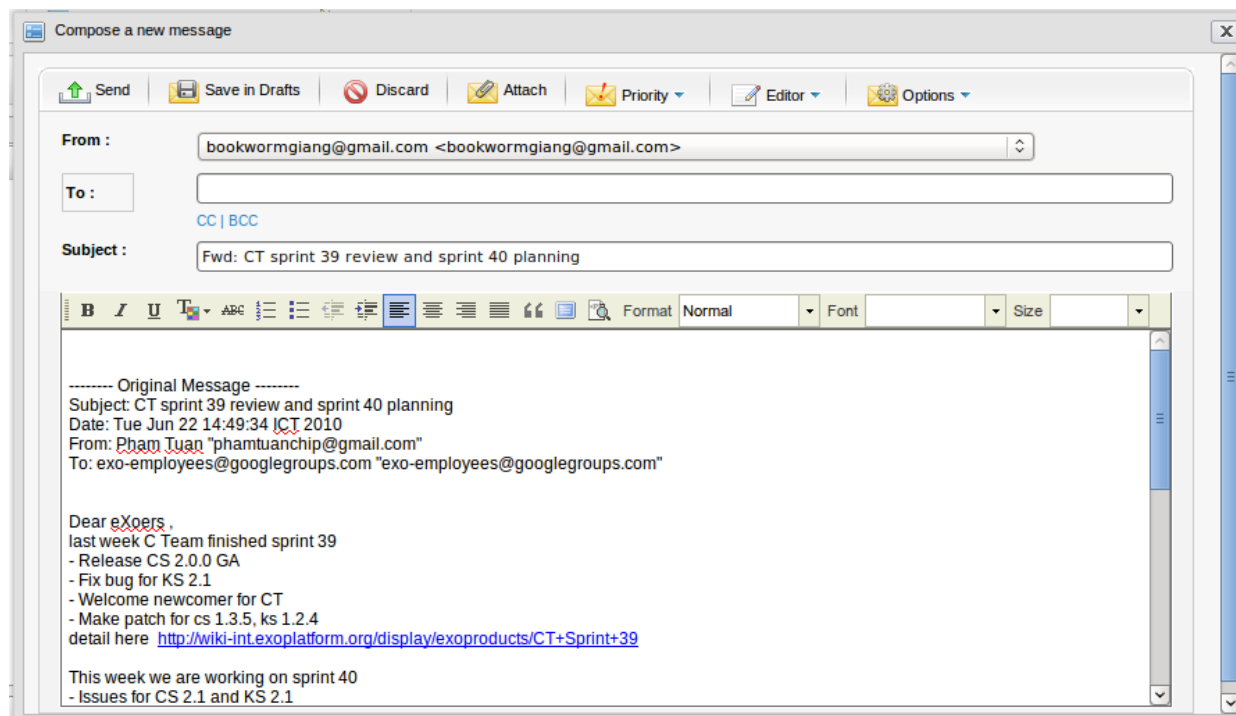 Compose a new message
X
Send Save in Drafts Discard Attach Priority Editor Options
From : bookwormgiang@gmail.com <bookwormgiang@gmail.com>
To :
CC | BCC
Subject : Fwd: CT sprint 39 review and sprint 40 planning
B I U T ABC Format Normal Font Size
-------- Original Message --------
Subject: CT sprint 39 review and sprint 40 planning
Date: Tue Jun 22 14:49:34 ICT 2010
From: Pham Tuan "phamtuanchip@gmail.com"
To: exo-employees@googlegroups.com "exo-employees@googlegroups.com"
Dear eXoers ,
last week C Team finished sprint 39
- Release CS 2.0.0 GA
- Fix bug for KS 2.1
- Welcome newcomer for CT
- Make patch for cs 1.3.5, ks 1.2.4
detail here http://wiki-int.exoplatform.org/display/exoproducts/CT+Sprint+39
This week we are working on sprint 40
- Issues for CS 2.1 and KS 2.1